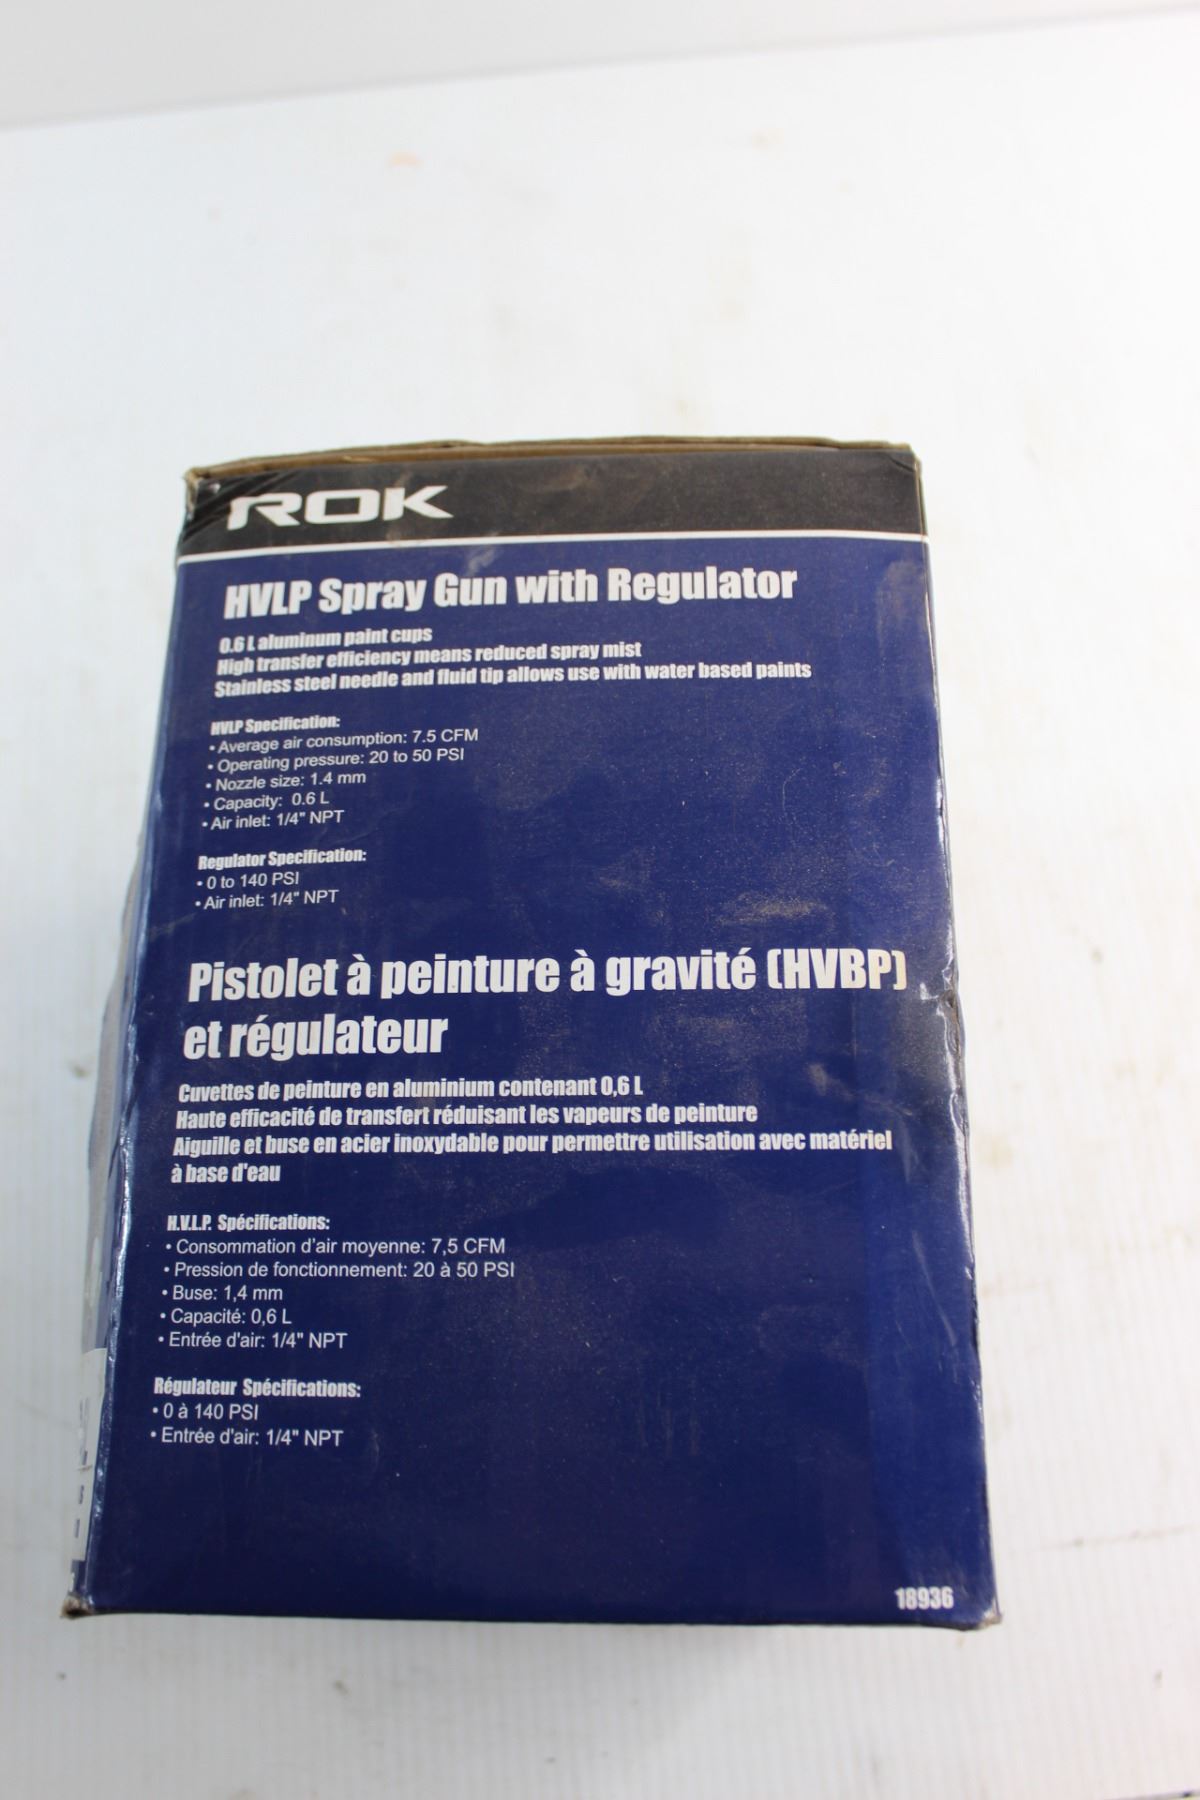 ROK
HVLP Spray Gun with Regulator
0.6 L aluminum paint cups
High transfer efficiency means reduced spray mist
Stainless steel needle and fluid tip allows use with water based paints
HVLP Specification:
• Average air consumption: 7.5 CFM
• Operating pressure: 20 to 50 PSI
• Nozzle size: 1.4 mm
• Capacity: 0.6 L
• Air inlet: 1/4" NPT
Regulator Specification:
• 0 to 140 PSI
• Air inlet: 1/4" NPT
Pistolet à peinture à gravité (HVBP)
et régulateur
Cuvettes de peinture en aluminium contenant 0,6 L
Haute efficacité de transfert réduisant les vapeurs de peinture
Aiguille et buse en acier inoxydable pour permettre utilisation avec matériel
à base d'eau
H.V.L.P. Spécifications:
• Consommation d'air moyenne: 7,5 CFM
• Pression de fonctionnement: 20 à 50 PSI
• Buse: 1,4 mm
• Capacité: 0,6 L
• Entrée d'air: 1/4" NPT
Régulateur Spécifications:
• 0 à 140 PSI
• Entrée d'air: 1/4" NPT
18936